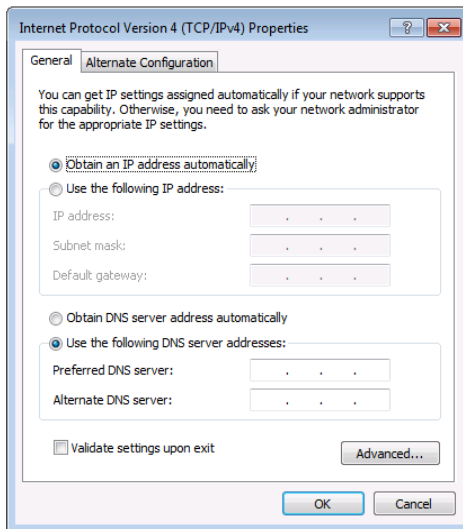 Internet Protocol Version 4 (TCP/IPv4) Properties
General
Alternate Configuration
You can get IP settings assigned automatically if your network supports
this capability. Otherwise, you need to ask your network administrator
for the appropriate IP settings.
Obtain an IP address automatically
Use the following IP address:
IP address:
Subnet mask:
Default gateway:
Obtain DNS server address automatically
Use the following DNS server addresses:
Preferred DNS server:
Alternate DNS server:
Validate settings upon exit
Advanced...
OK
Cancel